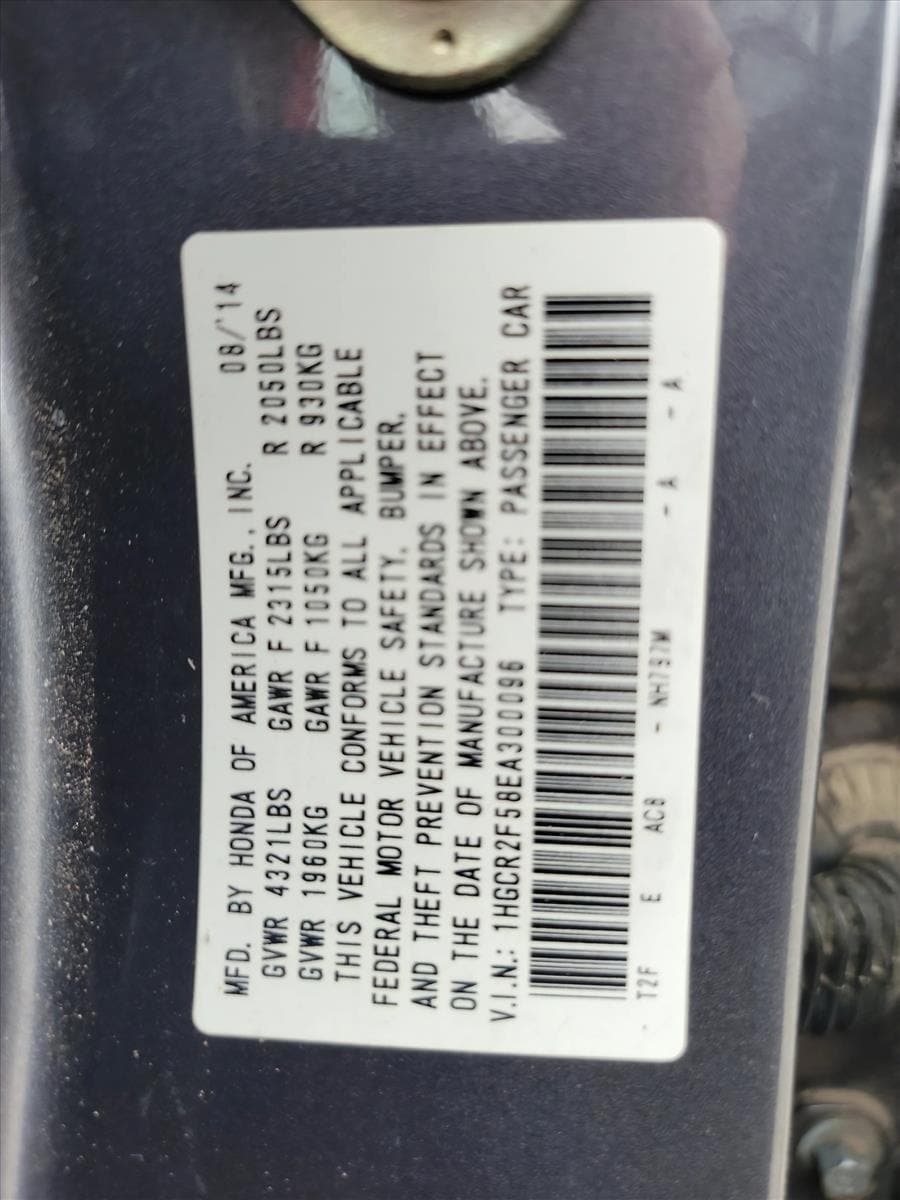 MFD. BY HONDA OF AMERICA MFG., INC. 08/'14
GVWR 4321LBS GAWR F 2315LBS R 2050LBS
GVWR 1960KG GAWR F 1050KG R 930KG
THIS VEHICLE CONFORMS TO ALL APPLICABLE
FEDERAL MOTOR VEHICLE SAFETY, BUMPER,
AND THEFT PREVENTION STANDARDS IN EFFECT
ON THE DATE OF MANUFACTURE SHOWN ABOVE.
V.I.N.: 1HGCR2F58EA300096 TYPE: PASSENGER CAR
- T2F E AC8 - NH797M - A - A